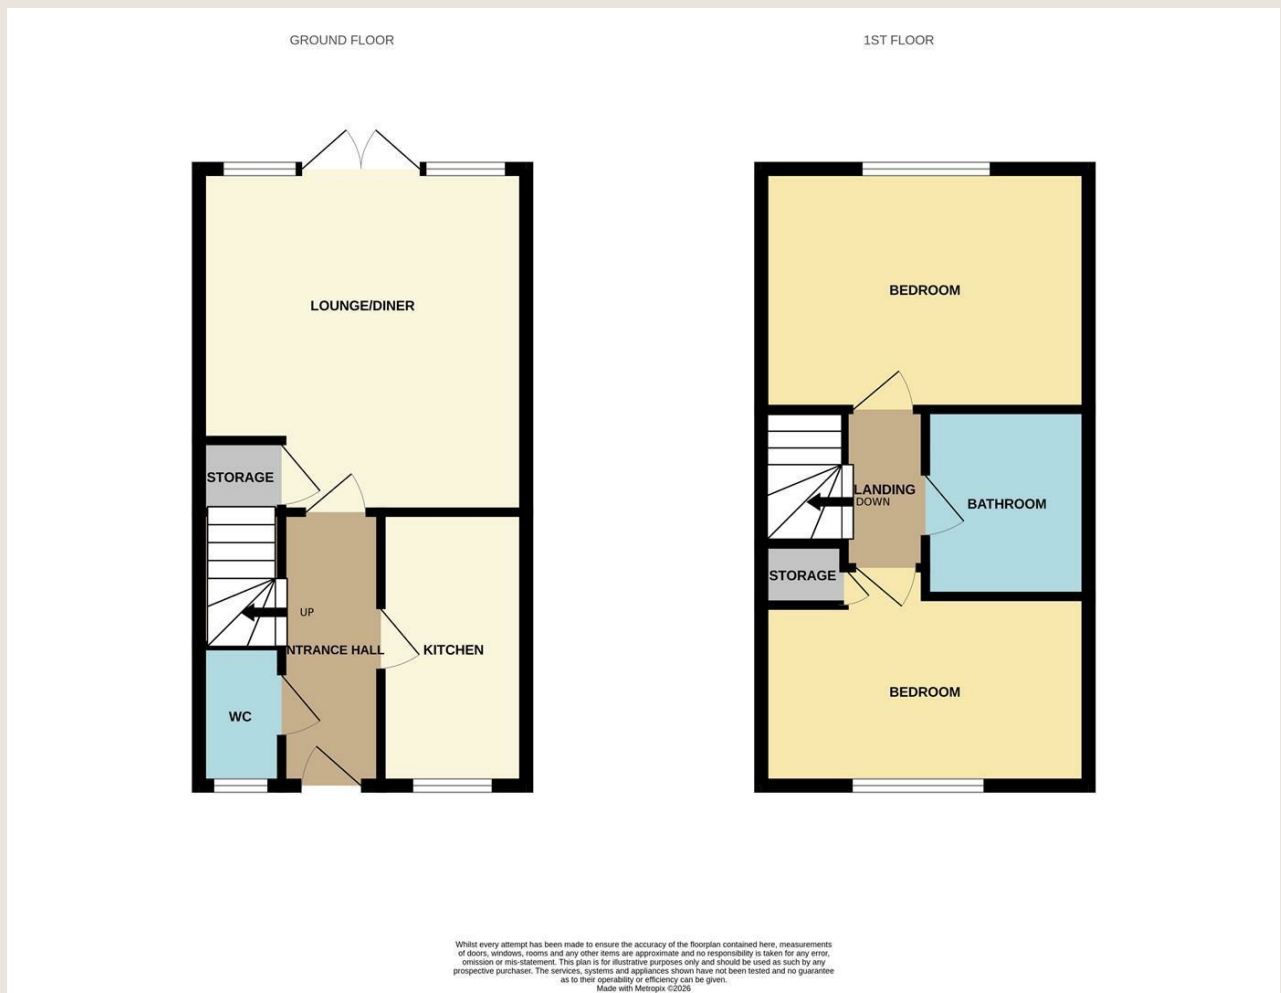 GROUND FLOOR
1ST FLOOR
LOUNGE/DINER
STORAGE
UP
NTRANCE HALL
KITCHEN
WC
BEDROOM
LANDING
DOWN
BATHROOM
STORAGE
BEDROOM
Whilst every attempt has been made to ensure the accuracy of the floorplan contained here, measurements
of doors, windows, rooms and any other items are approximate and no responsibility is taken for any error,
omission or mis-statement. This plan is for illustrative purposes only and should be used as such by any
prospective purchaser. The services, systems and appliances shown have not been tested and no guarantee
as to their operability or efficiency can be given.
Made with Metropix ©2026